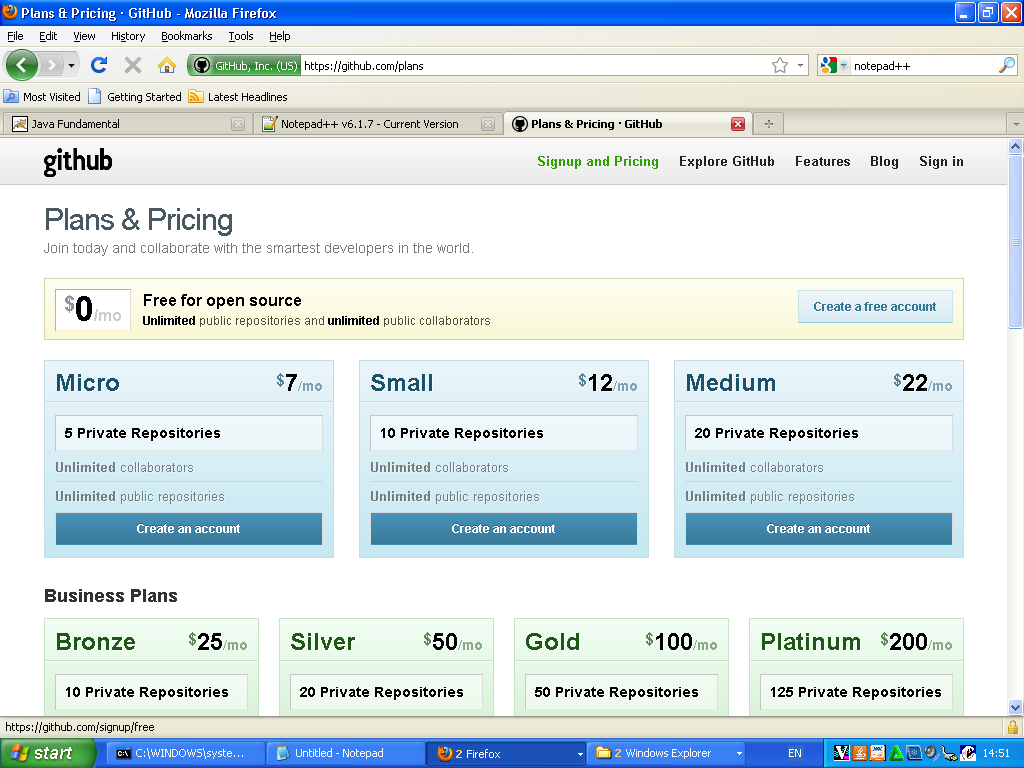 Plans & Pricing · GitHub - Mozilla Firefox
File Edit View History Bookmarks Tools Help
GitHub, Inc. (US) https://github.com/plans notepad++
Most Visited Getting Started Latest Headlines
Java Fundamental Notepad++ v6.1.7 - Current Version Plans & Pricing · GitHub
github Signup and Pricing Explore GitHub Features Blog Sign in
Plans & Pricing
Join today and collaborate with the smartest developers in the world.
$0/mo Free for open source Create a free account
Unlimited public repositories and unlimited public collaborators
Micro $7/mo Small $12/mo Medium $22/mo
5 Private Repositories 10 Private Repositories 20 Private Repositories
Unlimited collaborators Unlimited collaborators Unlimited collaborators
Unlimited public repositories Unlimited public repositories Unlimited public repositories
Create an account Create an account Create an account
Business Plans
Bronze $25/mo Silver $50/mo Gold $100/mo Platinum $200/mo
10 Private Repositories 20 Private Repositories 50 Private Repositories 125 Private Repositories
https://github.com/signup/free
start C:\WINDOWS\syste... Untitled - Notepad 2 Firefox 2 Windows Explorer EN 14:51